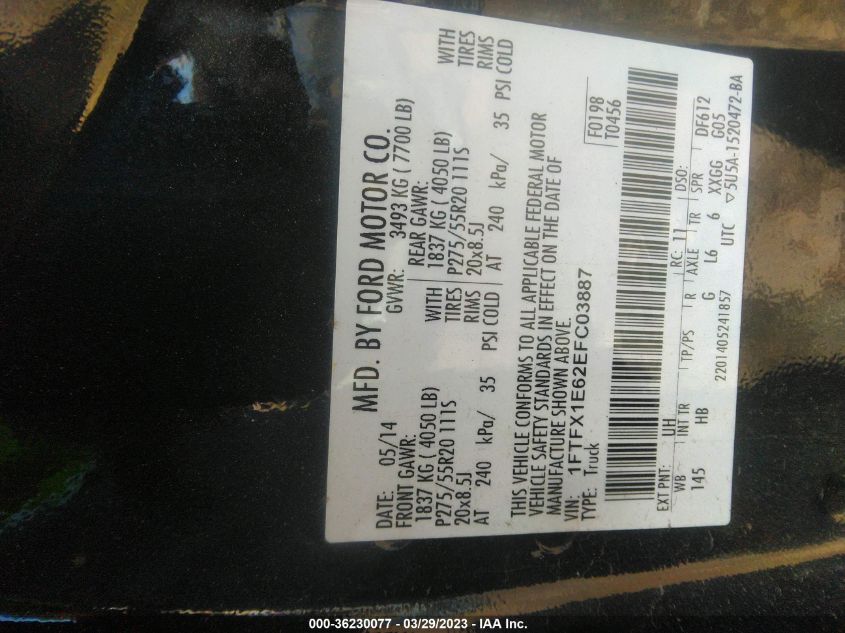 MFD. BY FORD MOTOR CO.
DATE: 05/14 GVWR: 3493 KG ( 7700 LB)
FRONT GAWR: REAR GAWR:
1837 KG ( 4050 LB) WITH 1837 KG ( 4050 LB) WITH
P275/55R20 111S TIRES P275/55R20 111S TIRES
20x8.5J RIMS 20x8.5J RIMS
AT 240 kPa/ 35 PSI COLD AT 240 kPa/ 35 PSI COLD
THIS VEHICLE CONFORMS TO ALL APPLICABLE FEDERAL MOTOR
VEHICLE SAFETY STANDARDS IN EFFECT ON THE DATE OF
MANUFACTURE SHOWN ABOVE.
VIN: 1FTFX1E62EFC03887
TYPE: Truck
F0198
T0456
EXT PNT: UH RC: 11 DSO:
WB INT TR TP/PS R AXLE TR SPR DF612
145 HB G L6 6 XXGG G05
2201405241857 UTC ▽5U5A-1520472-BA
000-36230077 — 03/29/2023 — IAA Inc.